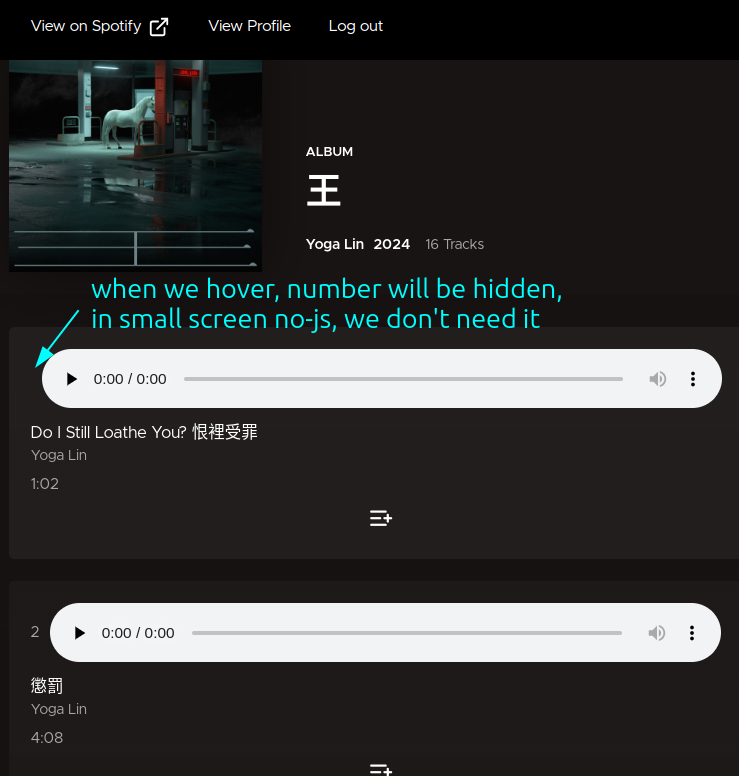 View on Spotify View Profile Log out
ALBUM
王
Yoga Lin 2024 16 Tracks
when we hover, number will be hidden,
in small screen no-js, we don't need it
0:00 / 0:00
Do I Still Loathe You? 恨裡受罪
Yoga Lin
1:02
2 0:00 / 0:00
懲罰
Yoga Lin
4:08